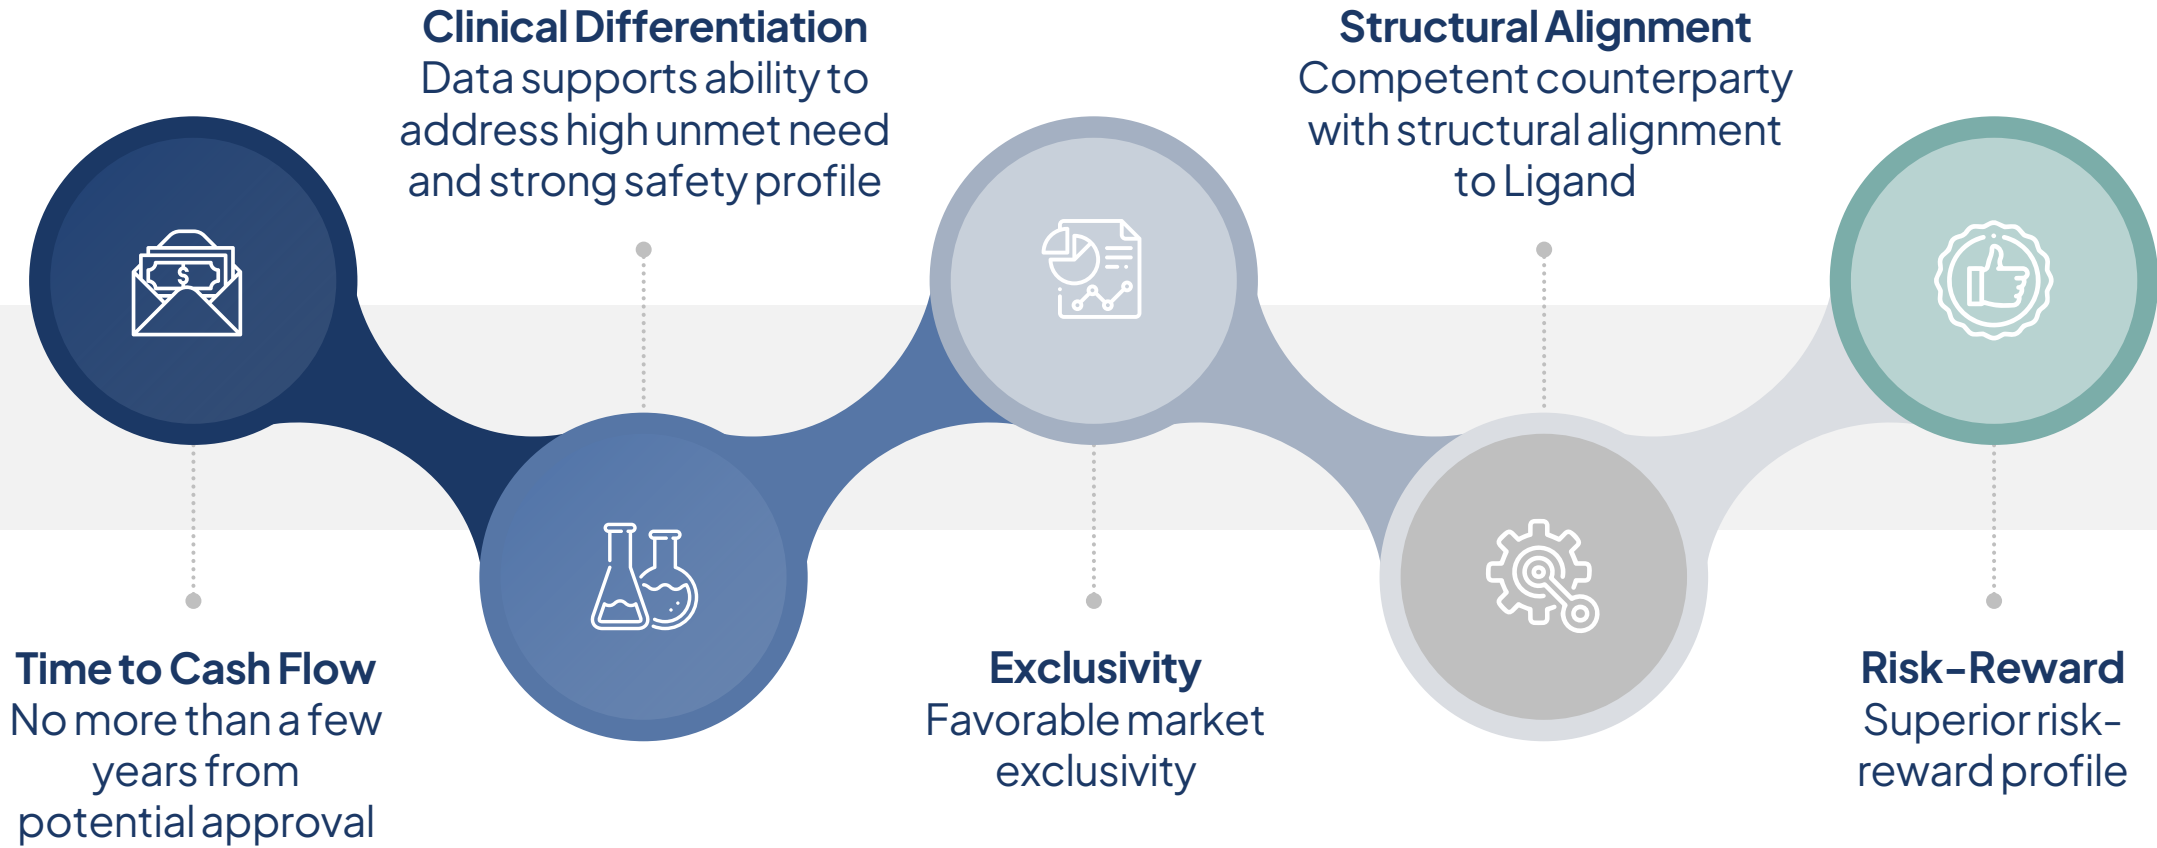 Clinical Differentiation
Data supports ability to
address high unmet need
and strong safety profile
Structural Alignment
Competent counterparty
with structural alignment
to Ligand
$
Time to Cash Flow
No more than a few
years from
potential approval
Exclusivity
Favorable market
exclusivity
Risk-Reward
Superior risk-
reward profile